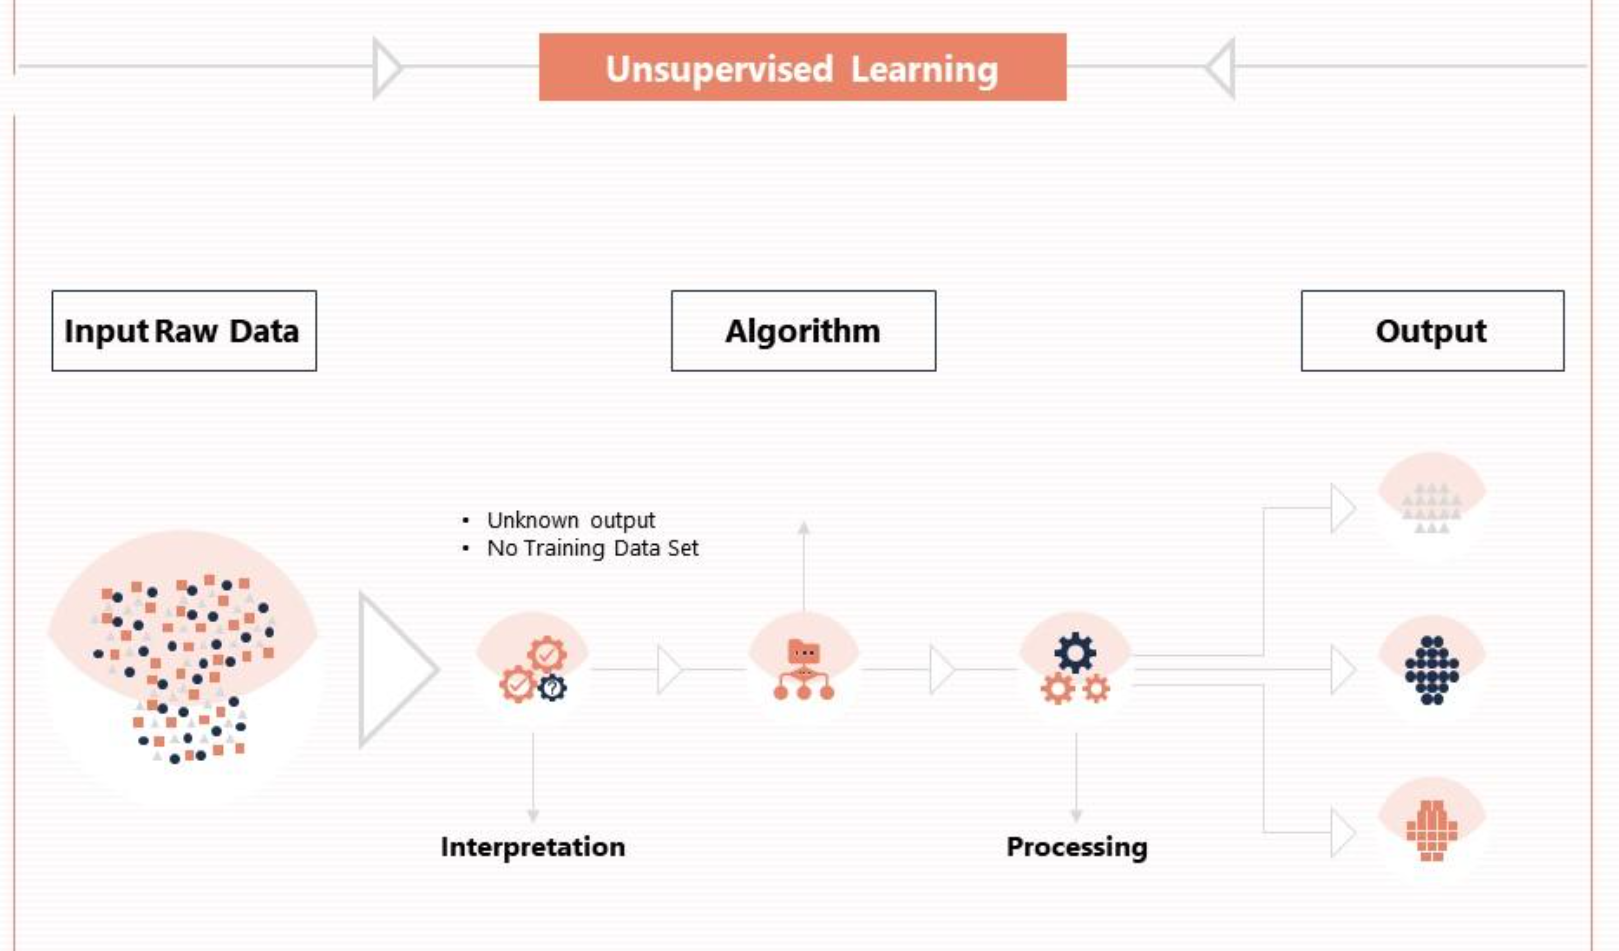 Unsupervised Learning
Input Raw Data
Algorithm
Output
• Unknown output
• No Training Data Set
?
Interpretation
Processing